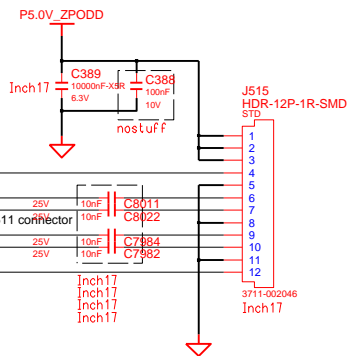 P5.0V_ZPODD
C389
10000nF-X5R
6.3V
Inch17
C388
100nF
10V
nostuff
J515
HDR-12P-1R-SMD
STD
1
2
3
4
5
6
7
8
9
10
11
12
3711-002046
Inch17
25V 10nF C8011
25V 10nF C8022
11 connector
25V 10nF C7984
25V 10nF C7982
Inch17
Inch17
Inch17
Inch17